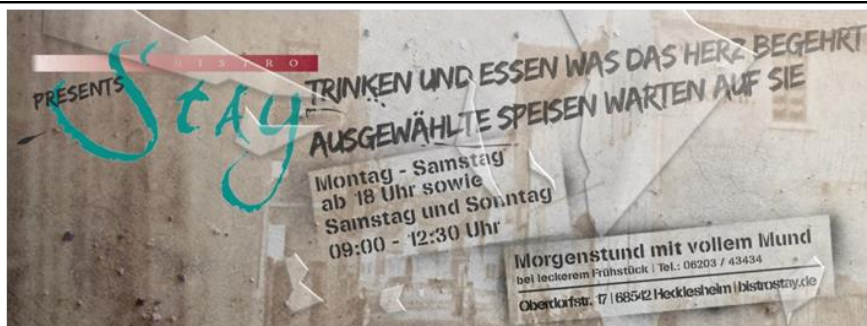 BISTRO
PRESENTS
Stay
TRINKEN UND ESSEN WAS DAS HERZ BEGEHRT
AUSGEWÄHLTE SPEISEN WARTEN AUF SIE
Montag - Samstag
ab 18 Uhr sowie
Samstag und Sonntag
09:00 - 12:30 Uhr
Morgenstund mit vollem Mund
bei leckerem Frühstück | Tel.: 06203 / 43434
Oberdorfstr. 17 | 68542 Hecklesheim | bistrostay.de